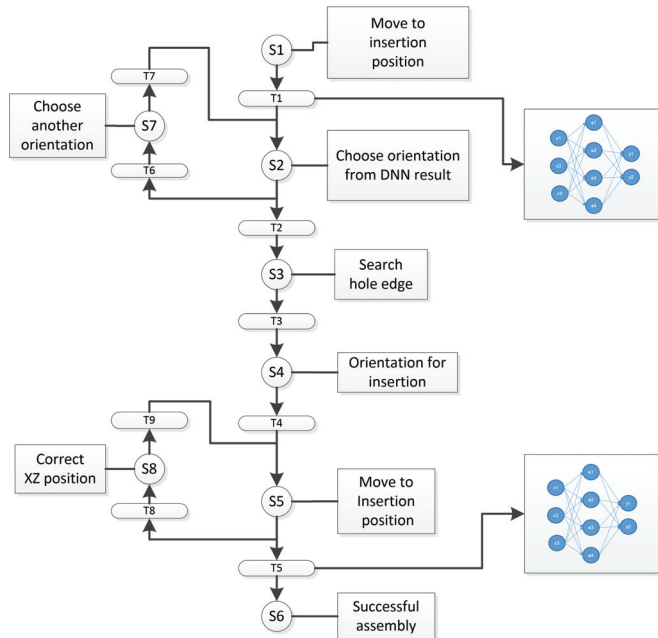 S1
Move to
insertion
position
T7
T1
Choose
another
orientation
S7
S2
Choose orientation
from DNN result
T6
T2
S3
Search
hole edge
T3
S4
Orientation for
insertion
T9
T4
Correct
XZ position
S8
S5
Move to
Insertion
position
T8
T5
S6
Successful
assembly